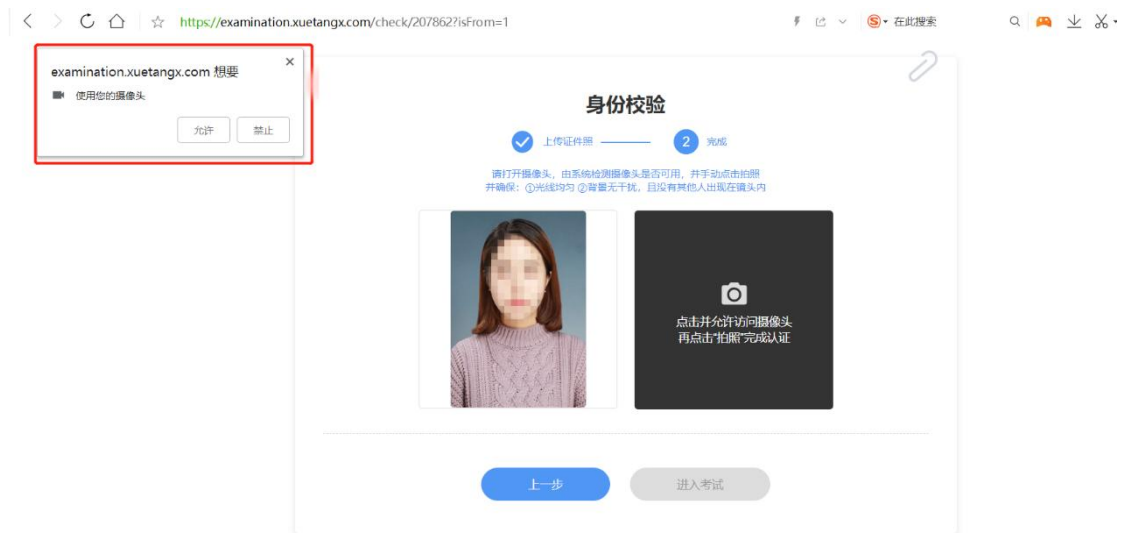 https://examination.xuetangx.com/check/207862?isFrom=1
在此搜索
examination.xuetangx.com 想要
使用您的摄像头
允许
禁止
身份校验
上传证件照
2
完成
请打开摄像头，由系统检测摄像头是否可用，并手动点击拍照
并确保：①光线均匀 ②背景无干扰，且没有其他人出现在镜头内
点击并允许访问摄像头
再点击“拍照”完成认证
上一步
进入考试